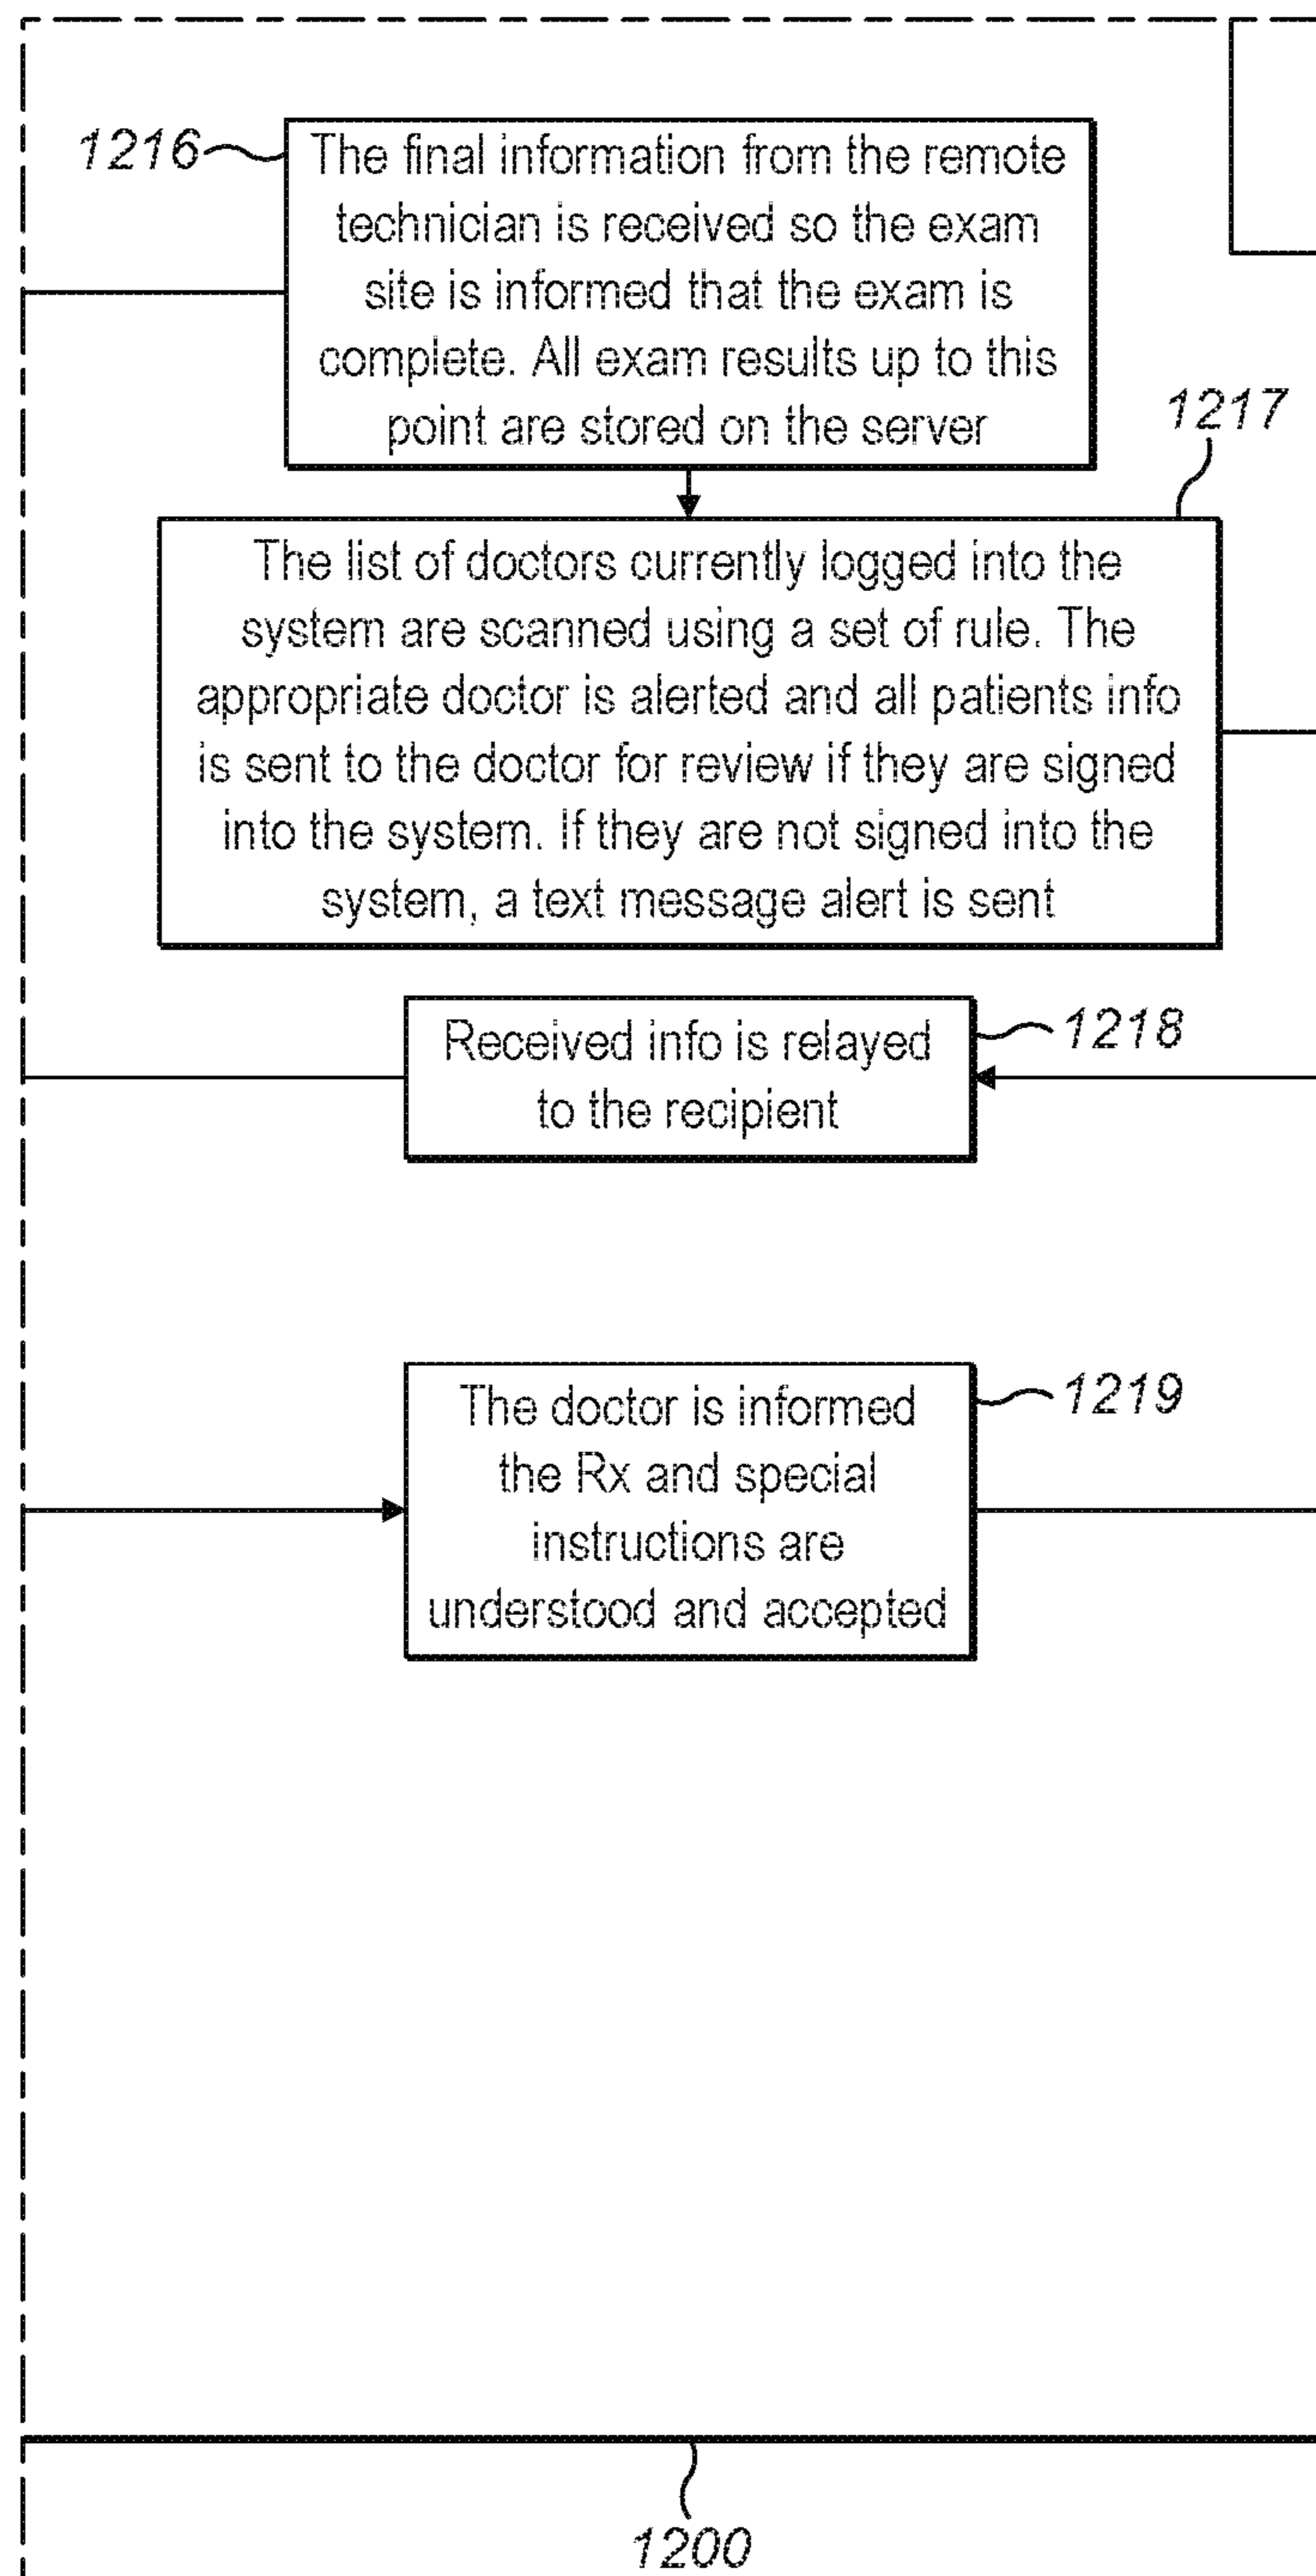 1216
The final information from the remote
technician is received so the exam
site is informed that the exam is
complete. All exam results up to this
point are stored on the server
1217
The list of doctors currently logged into the
system are scanned using a set of rule. The
appropriate doctor is alerted and all patients info
is sent to the doctor for review if they are signed
into the system. If they are not signed into the
system, a text message alert is sent
Received info is relayed
to the recipient
1218
The doctor is informed
the Rx and special
instructions are
understood and accepted
1219
1200